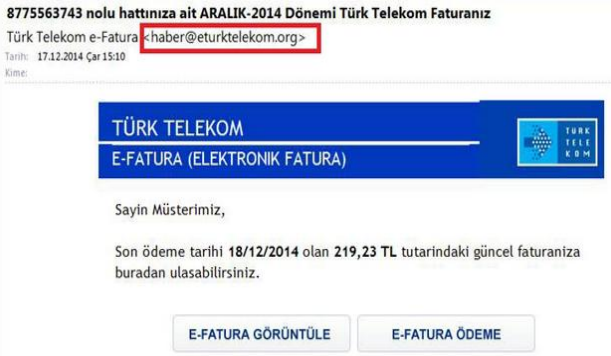 8775563743 nolu hattınıza ait ARALIK-2014 Dönemi Türk Telekom Faturanız
Türk Telekom e-Fatura <haber@eturktelekom.org>
Tarih: 17.12.2014 Çar 15:10
Kime:
TÜRK TELEKOM
E-FATURA (ELEKTRONIK FATURA)
TURK
TELE
KOM
Sayin Müsterimiz,
Son ödeme tarihi 18/12/2014 olan 219,23 TL tutarindaki güncel faturaniza
buradan ulasabilirsiniz.
E-FATURA GÖRÜNTÜLE
E-FATURA ÖDEME